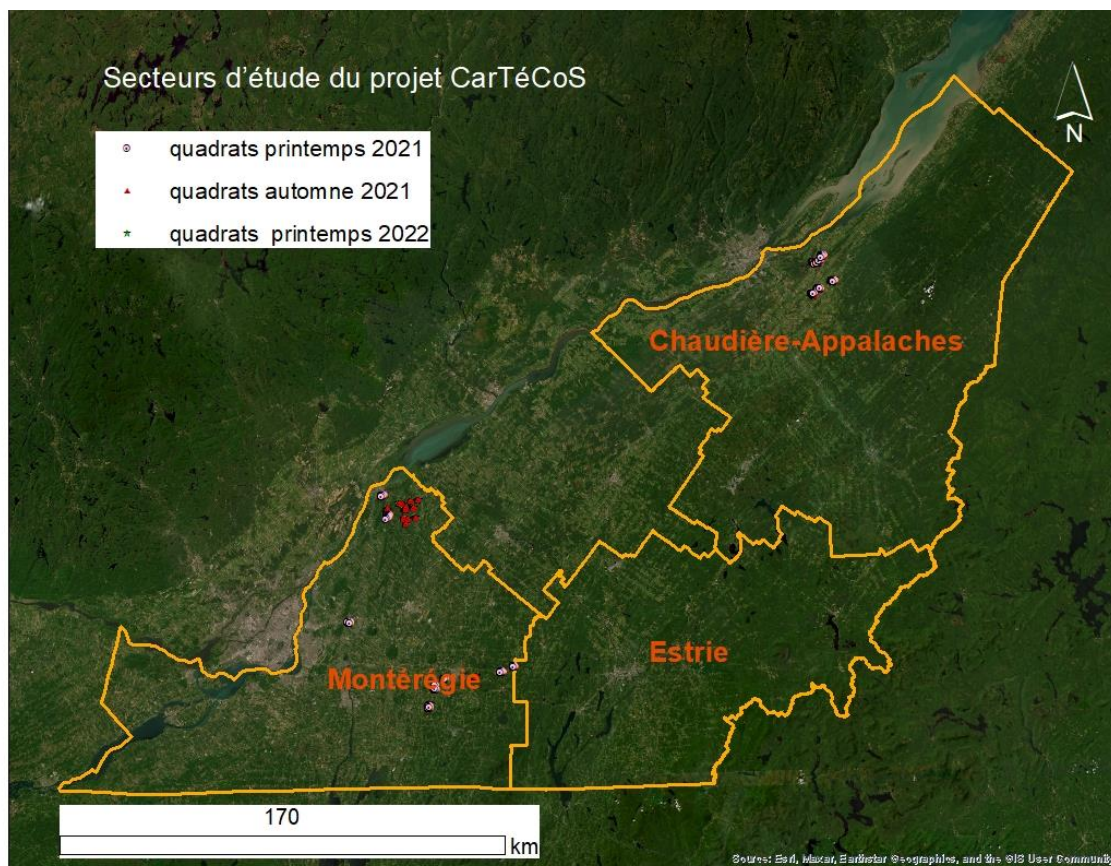 Secteurs d'étude du projet CarTéCoS
quadrats printemps 2021
quadrats automne 2021
quadrats printemps 2022
N
Chaudière-Appalaches
Estrie
Montérégie
170
km
Source: Esri, Maxar, Earthstar Geographics, and the GIS User Communit